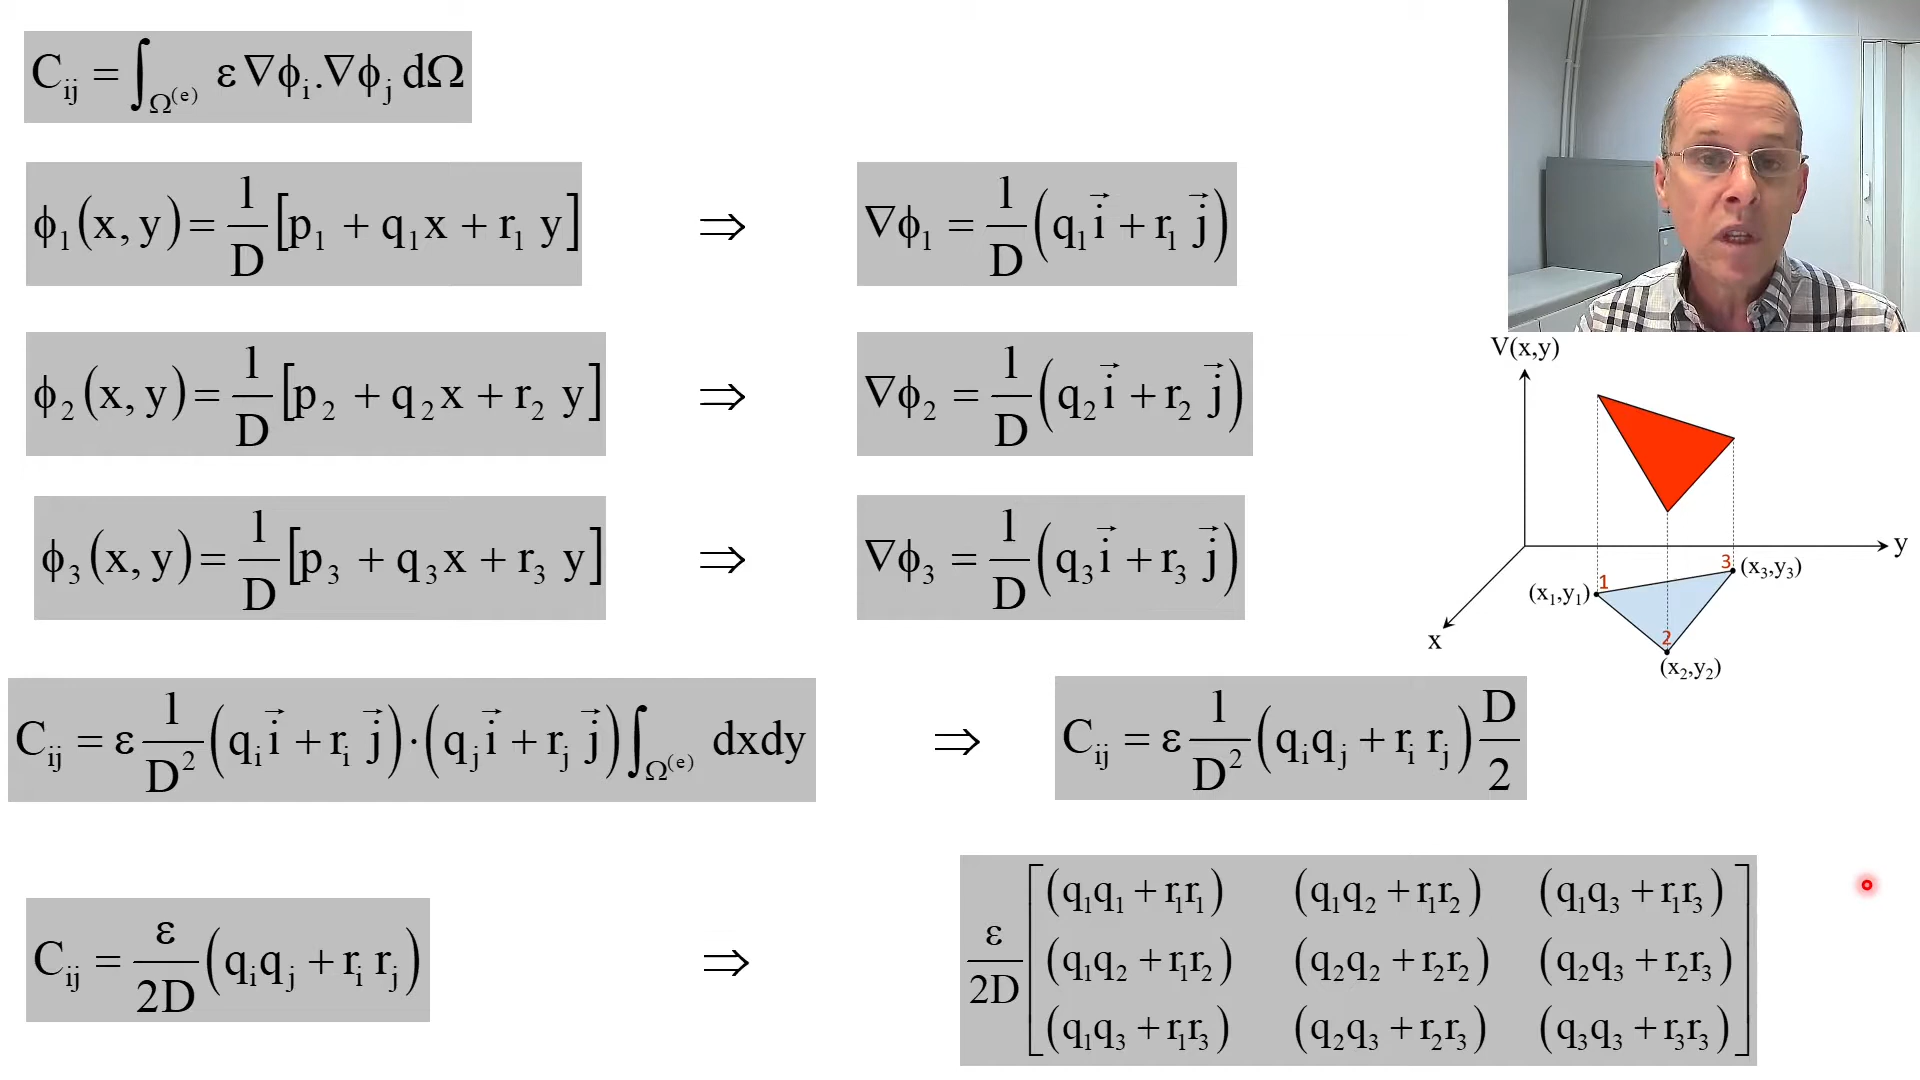 C_ij = ∫_Ω(e) ε∇ϕ_i.∇ϕ_j dΩ
ϕ_1(x, y) = 1/D [p_1 + q_1x + r_1 y] ⇒ ∇ϕ_1 = 1/D (q_1 i⃗ + r_1 j⃗)
ϕ_2(x, y) = 1/D [p_2 + q_2x + r_2 y] ⇒ ∇ϕ_2 = 1/D (q_2 i⃗ + r_2 j⃗)
ϕ_3(x, y) = 1/D [p_3 + q_3x + r_3 y] ⇒ ∇ϕ_3 = 1/D (q_3 i⃗ + r_3 j⃗)
V(x,y)
y
x
1
2
3
(x_1,y_1)
(x_2,y_2)
(x_3,y_3)
C_ij = ε 1/D² (q_i i⃗ + r_i j⃗)·(q_j i⃗ + r_j j⃗) ∫_Ω(e) dxdy ⇒ C_ij = ε 1/D² (q_iq_j + r_i r_j) D/2
C_ij = ε/2D (q_iq_j + r_i r_j) ⇒ ε/2D
[(q_1q_1 + r_1r_1) (q_1q_2 + r_1r_2) (q_1q_3 + r_1r_3)
(q_1q_2 + r_1r_2) (q_2q_2 + r_2r_2) (q_2q_3 + r_2r_3)
(q_1q_3 + r_1r_3) (q_2q_3 + r_2r_3) (q_3q_3 + r_3r_3)]